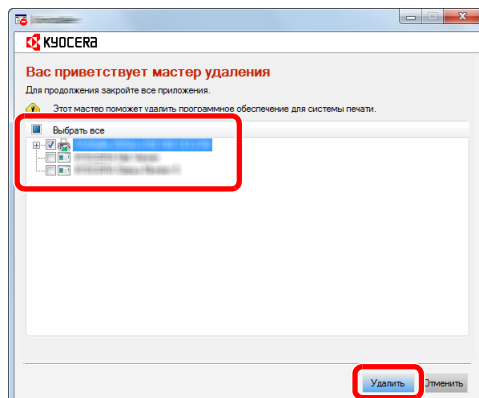 KYOCERA
Вас приветствует мастер удаления
Для продолжения закройте все приложения.
Этот мастер поможет удалить программное обеспечение для системы печати.
Выбрать все
Удалить
Отменить